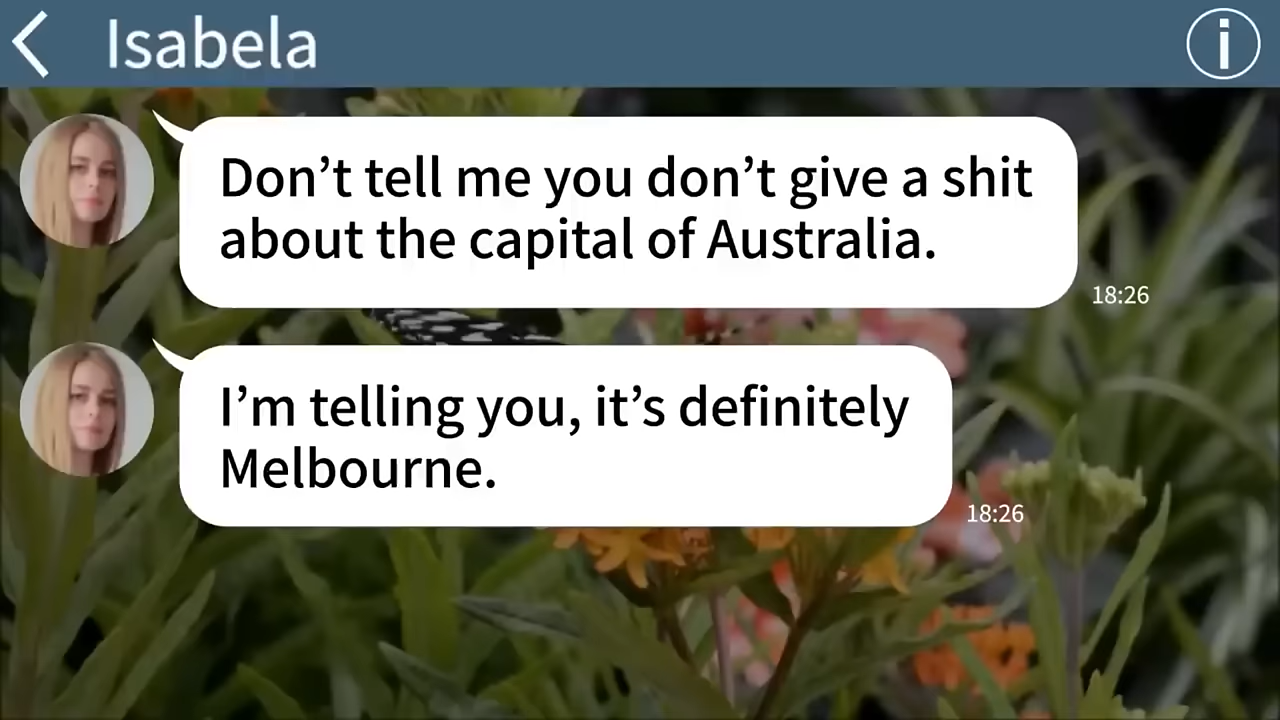 Isabela
Don’t tell me you don’t give a shit
about the capital of Australia.
18:26
I’m telling you, it’s definitely
Melbourne.
18:26